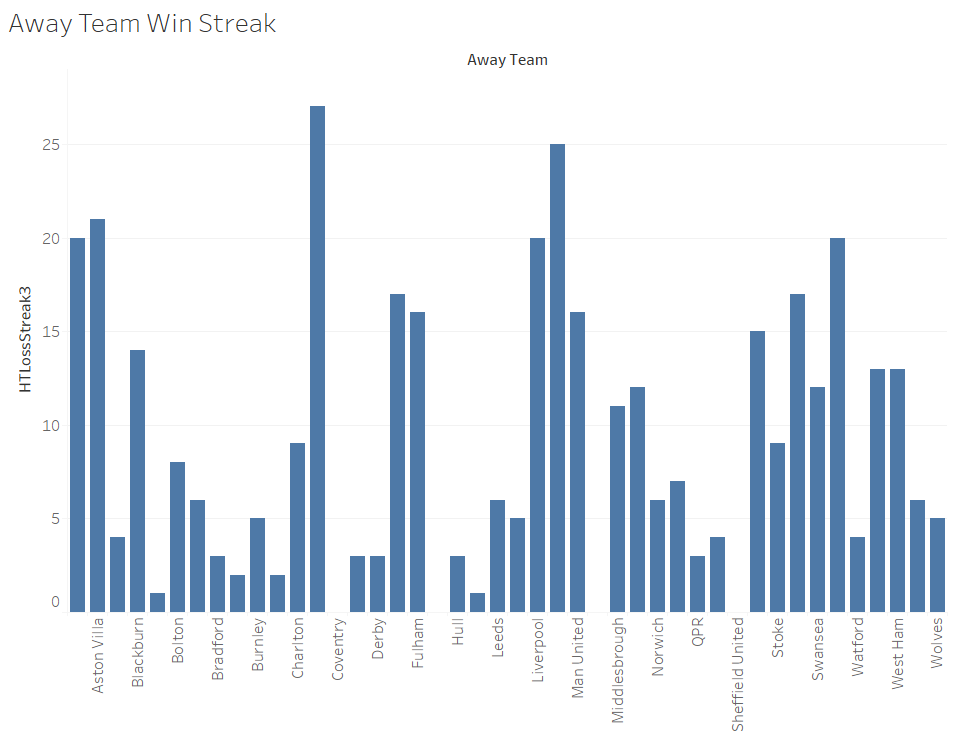 Away Team Win Streak
Away Team
HTLossStreak3
25
20
15
10
5
0
Aston Villa
Blackburn
Bolton
Bradford
Burnley
Charlton
Coventry
Derby
Fulham
Hull
Leeds
Liverpool
Man United
Middlesbrough
Norwich
QPR
Sheffield United
Stoke
Swansea
Watford
West Ham
Wolves